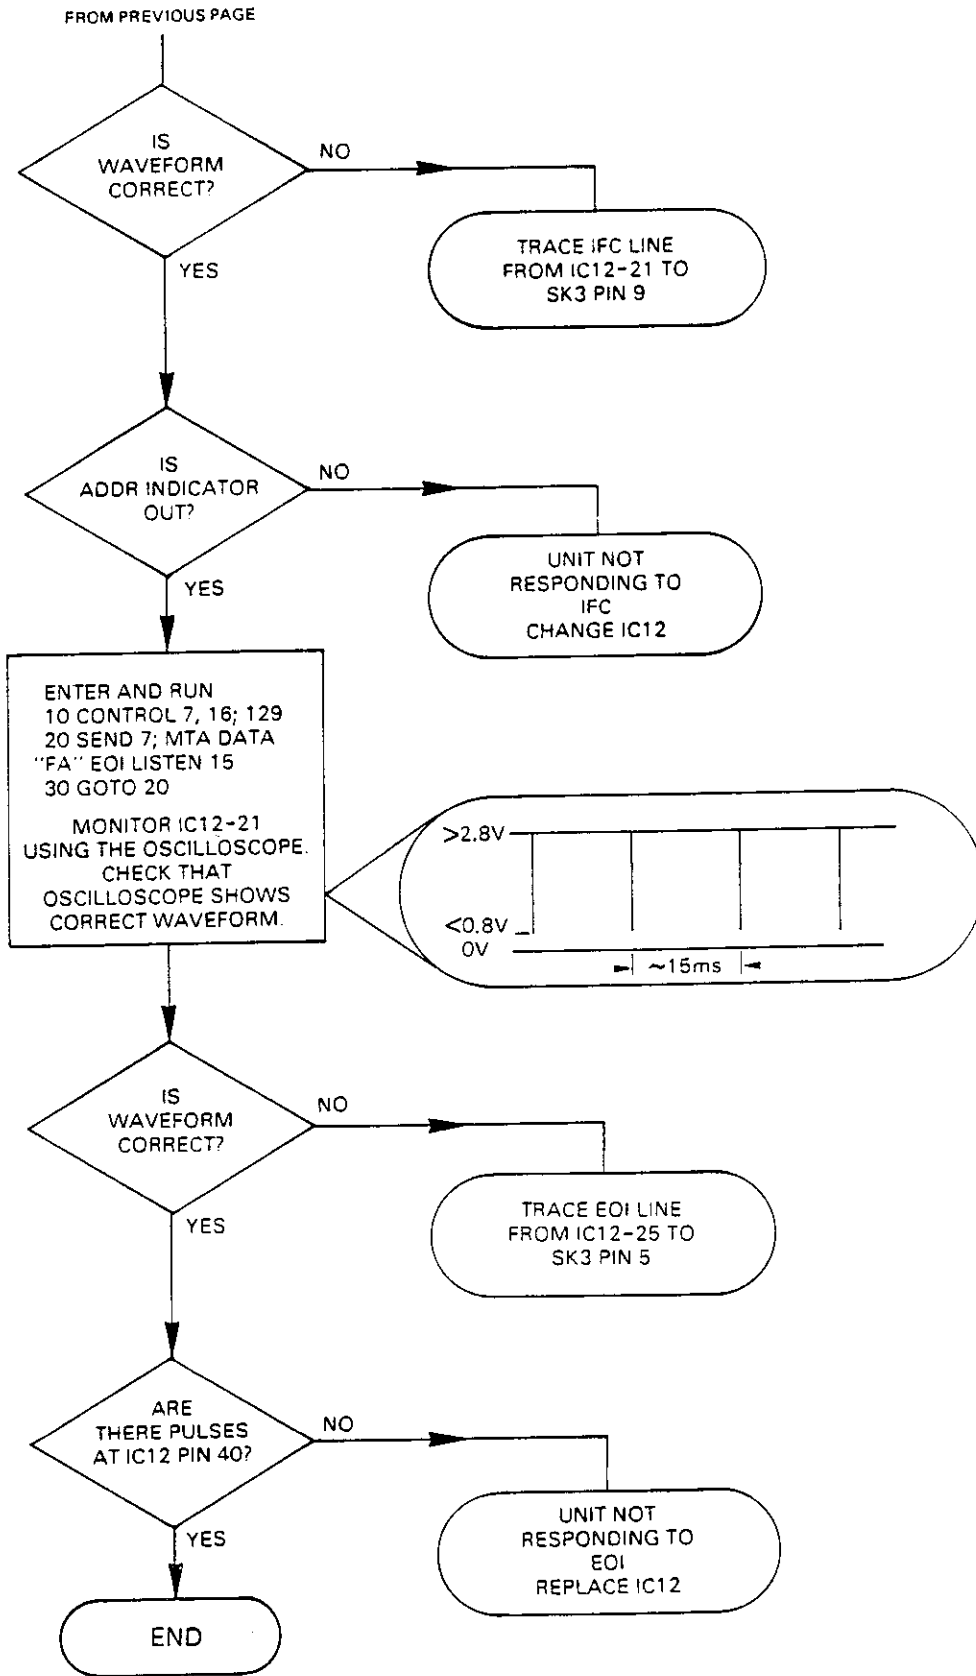 FROM PREVIOUS PAGE
IS
WAVEFORM
CORRECT?
NO
TRACE IFC LINE
FROM IC12-21 TO
SK3 PIN 9
YES
IS
ADDR INDICATOR
OUT?
NO
UNIT NOT
RESPONDING TO
IFC
CHANGE IC12
YES
ENTER AND RUN
10 CONTROL 7, 16; 129
20 SEND 7; MTA DATA
"FA" EOI LISTEN 15
30 GOTO 20
MONITOR IC12-21
USING THE OSCILLOSCOPE.
CHECK THAT
OSCILLOSCOPE SHOWS
CORRECT WAVEFORM.
>2.8V
<0.8V
0V
~15ms
IS
WAVEFORM
CORRECT?
NO
TRACE EOI LINE
FROM IC12-25 TO
SK3 PIN 5
YES
ARE
THERE PULSES
AT IC12 PIN 40?
NO
UNIT NOT
RESPONDING TO
EOI
REPLACE IC12
YES
END